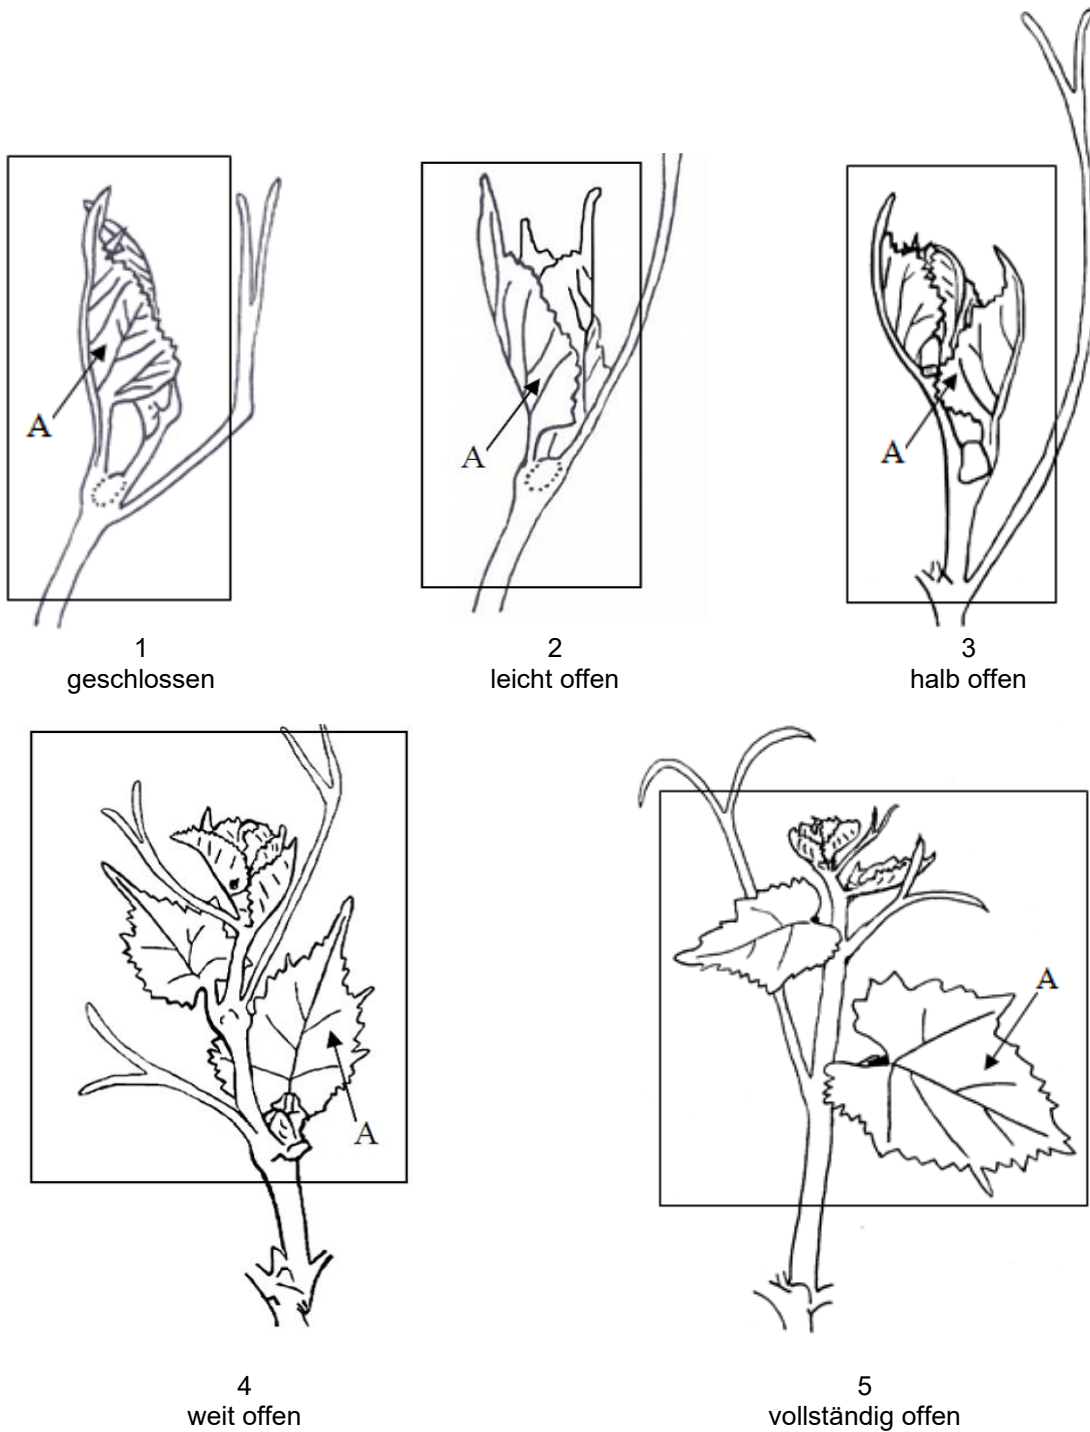 A
A
A
1
geschlossen
2
leicht offen
3
halb offen
A
A
4
weit offen
5
vollständig offen